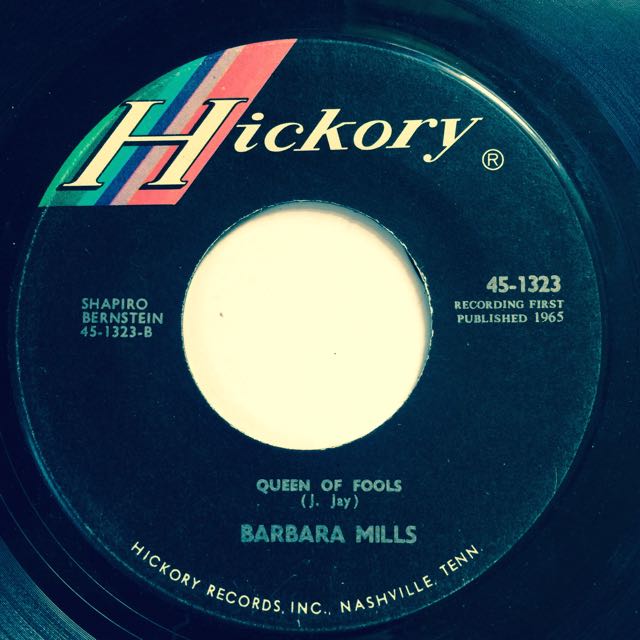 Hickory ®
SHAPIRO
BERNSTEIN
45-1323-B
45-1323
RECORDING FIRST
PUBLISHED 1965
QUEEN OF FOOLS
(J. Jay)
BARBARA MILLS
HICKORY RECORDS, INC., NASHVILLE, TENN